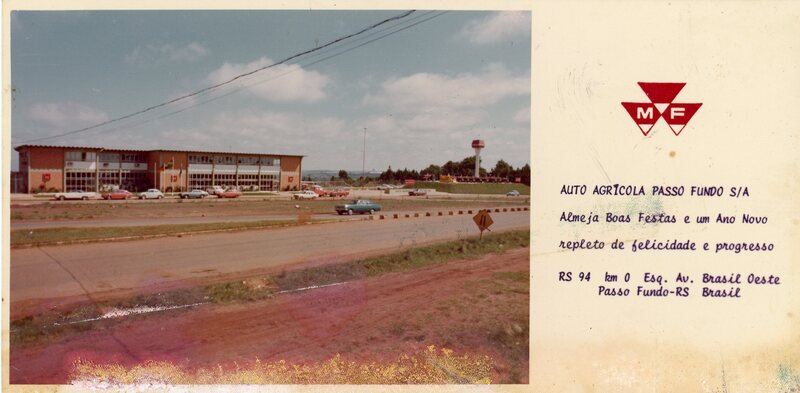 M F
AUTO AGRÍCOLA PASSO FUNDO S/A
Almeja Boas Festas e um Ano Novo
repleto de felicidade e progresso
RS 94 km 0 Esq. Av. Brasil Oeste
Passo Fundo-RS Brasil